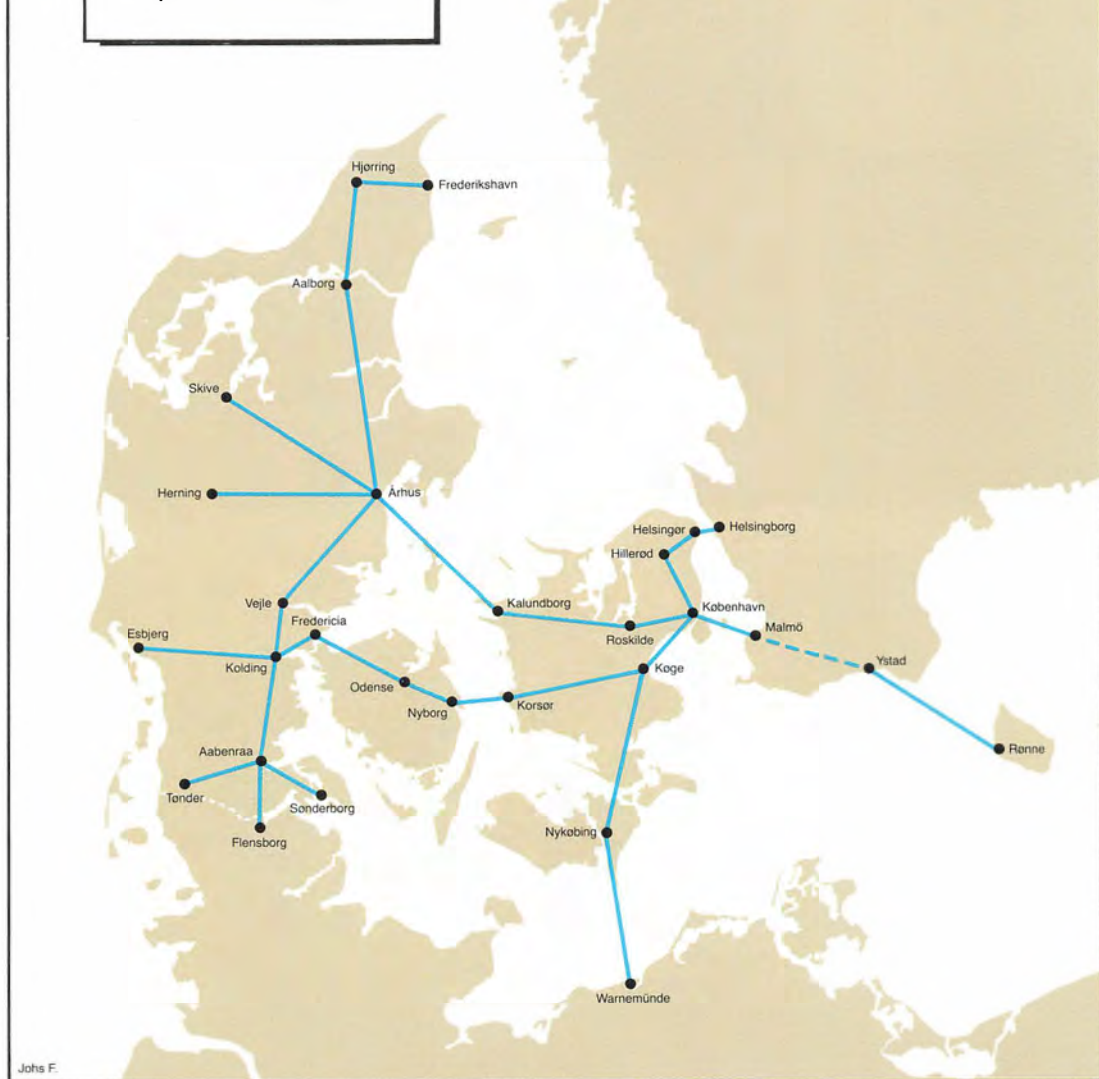 Hjørring
Frederikshavn
Aalborg
Skive
Herning
Århus
Helsingør
Helsingborg
Hillerød
Vejle
Kalundborg
København
Fredericia
Esbjerg
Roskilde
Malmö
Kolding
Køge
Ystad
Odense
Nyborg
Korsør
Aabenraa
Rønne
Tønder
Sønderborg
Flensborg
Nykøbing
Warnemünde
Johs F.